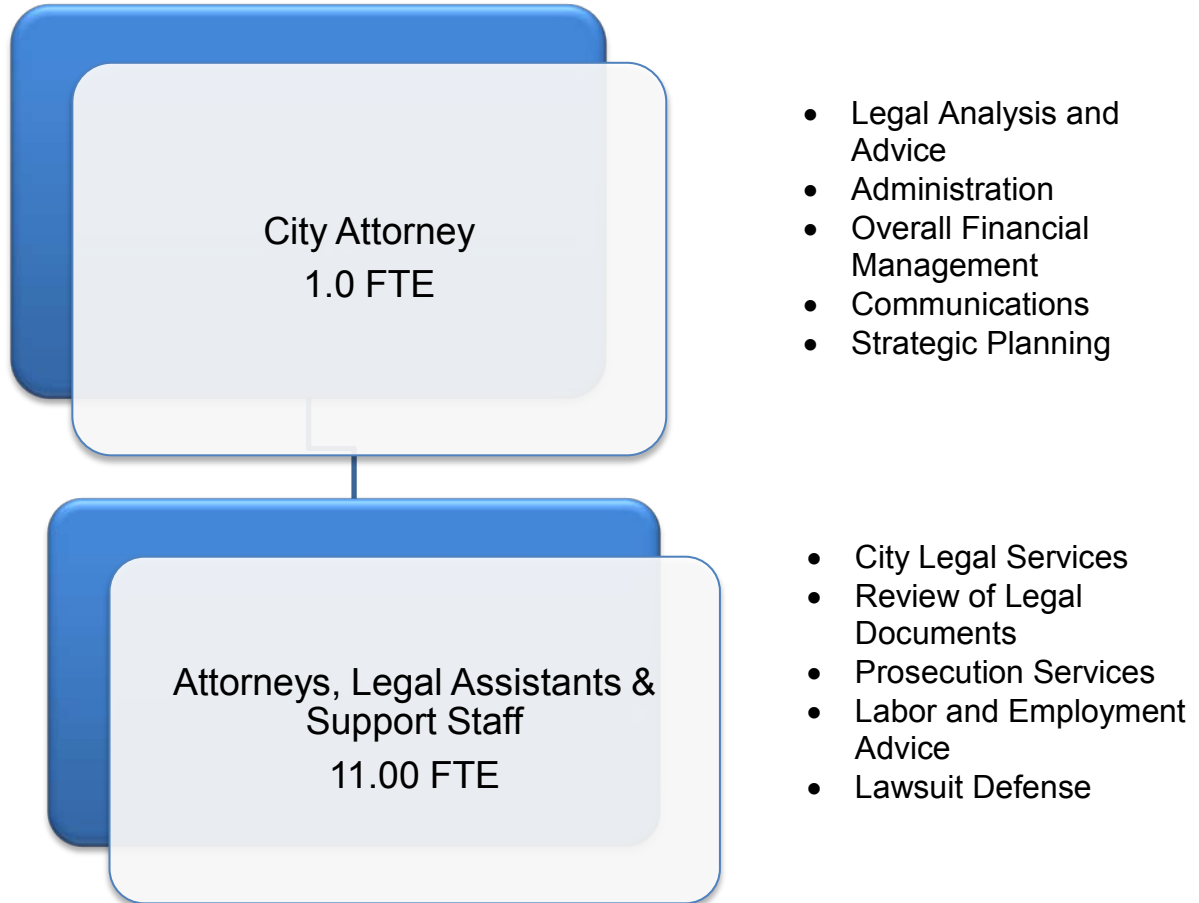 City Attorney
1.0 FTE
• Legal Analysis and
Advice
• Administration
• Overall Financial
Management
• Communications
• Strategic Planning
Attorneys, Legal Assistants &
Support Staff
11.00 FTE
• City Legal Services
• Review of Legal
Documents
• Prosecution Services
• Labor and Employment
Advice
• Lawsuit Defense